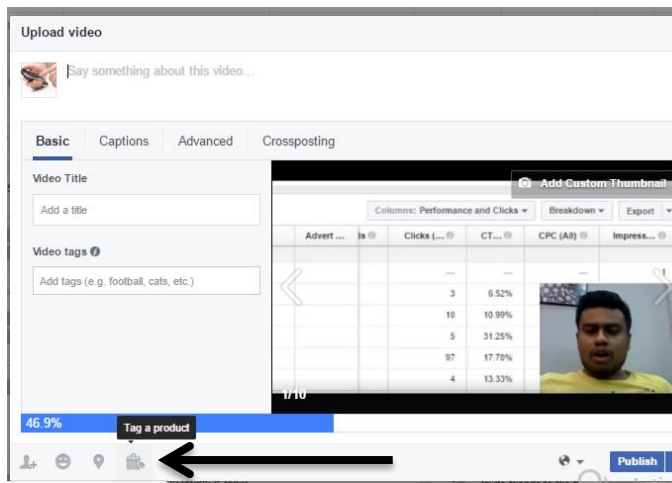 Upload video
Say something about this video...
Basic Captions Advanced Crossposting
Video Title
Add a title
Video tags
Add tags (e.g. football, cats, etc.)
Add Custom Thumbnail
Columns: Performance and Clicks Breakdown Export
Advert ... ls Clicks (... CT... CPC (All) Impress...
--- --- --- 1
3 6.52%
10 10.99%
5 31.25%
97 17.70%
4 13.33%
1/10
46.9%
Tag a product
Publish